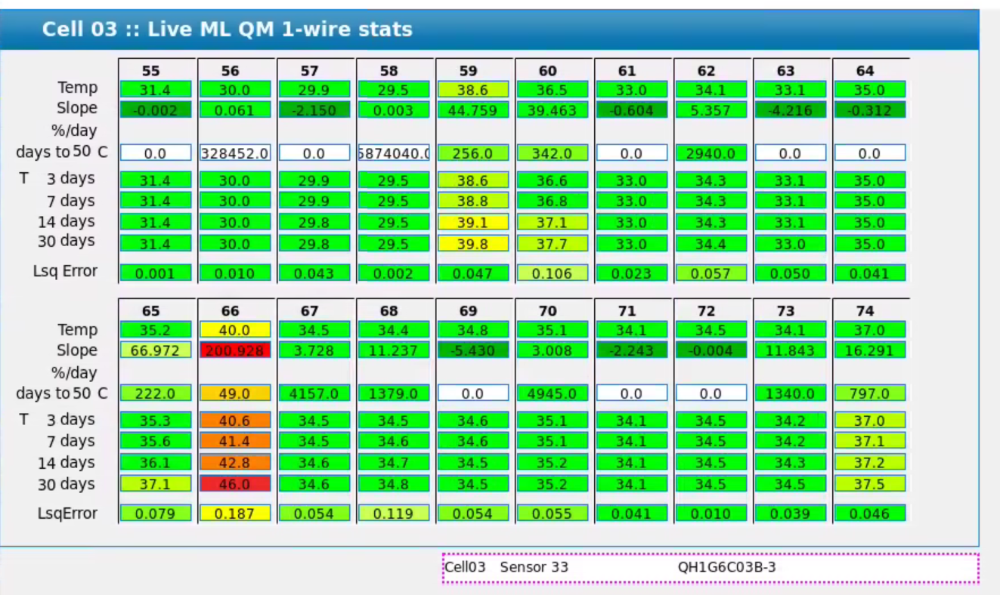 Cell 03 :: Live ML QM 1-wire stats
55 56 57 58 59 60 61 62 63 64
Temp 31.4 30.0 29.9 29.5 38.6 36.5 33.0 34.1 33.1 35.0
Slope -0.002 0.061 -2.150 0.003 44.759 39.463 -0.604 5.357 -4.216 -0.312
%/day
days to 50 C 0.0 328452.0 0.0 5874040.0 256.0 342.0 0.0 2940.0 0.0 0.0
T 3 days 31.4 30.0 29.9 29.5 38.6 36.6 33.0 34.3 33.1 35.0
7 days 31.4 30.0 29.9 29.5 38.8 36.8 33.0 34.3 33.1 35.0
14 days 31.4 30.0 29.8 29.5 39.1 37.1 33.0 34.3 33.1 35.0
30 days 31.4 30.0 29.8 29.5 39.8 37.7 33.0 34.4 33.0 35.0
Lsq Error 0.001 0.010 0.043 0.002 0.047 0.106 0.023 0.057 0.050 0.041
65 66 67 68 69 70 71 72 73 74
Temp 35.2 40.0 34.5 34.4 34.8 35.1 34.1 34.5 34.1 37.0
Slope 66.972 200.928 3.728 11.237 -5.430 3.008 -2.243 -0.004 11.843 16.291
%/day
days to 50 C 222.0 49.0 4157.0 1379.0 0.0 4945.0 0.0 0.0 1340.0 797.0
T 3 days 35.3 40.6 34.5 34.5 34.6 35.1 34.1 34.5 34.2 37.0
7 days 35.6 41.4 34.5 34.6 34.6 35.1 34.1 34.5 34.2 37.1
14 days 36.1 42.8 34.6 34.7 34.5 35.2 34.1 34.5 34.3 37.2
30 days 37.1 46.0 34.6 34.8 34.5 35.2 34.1 34.5 34.5 37.5
LsqError 0.079 0.187 0.054 0.119 0.054 0.055 0.041 0.010 0.039 0.046
Cell03 Sensor 33 QH1G6C03B-3